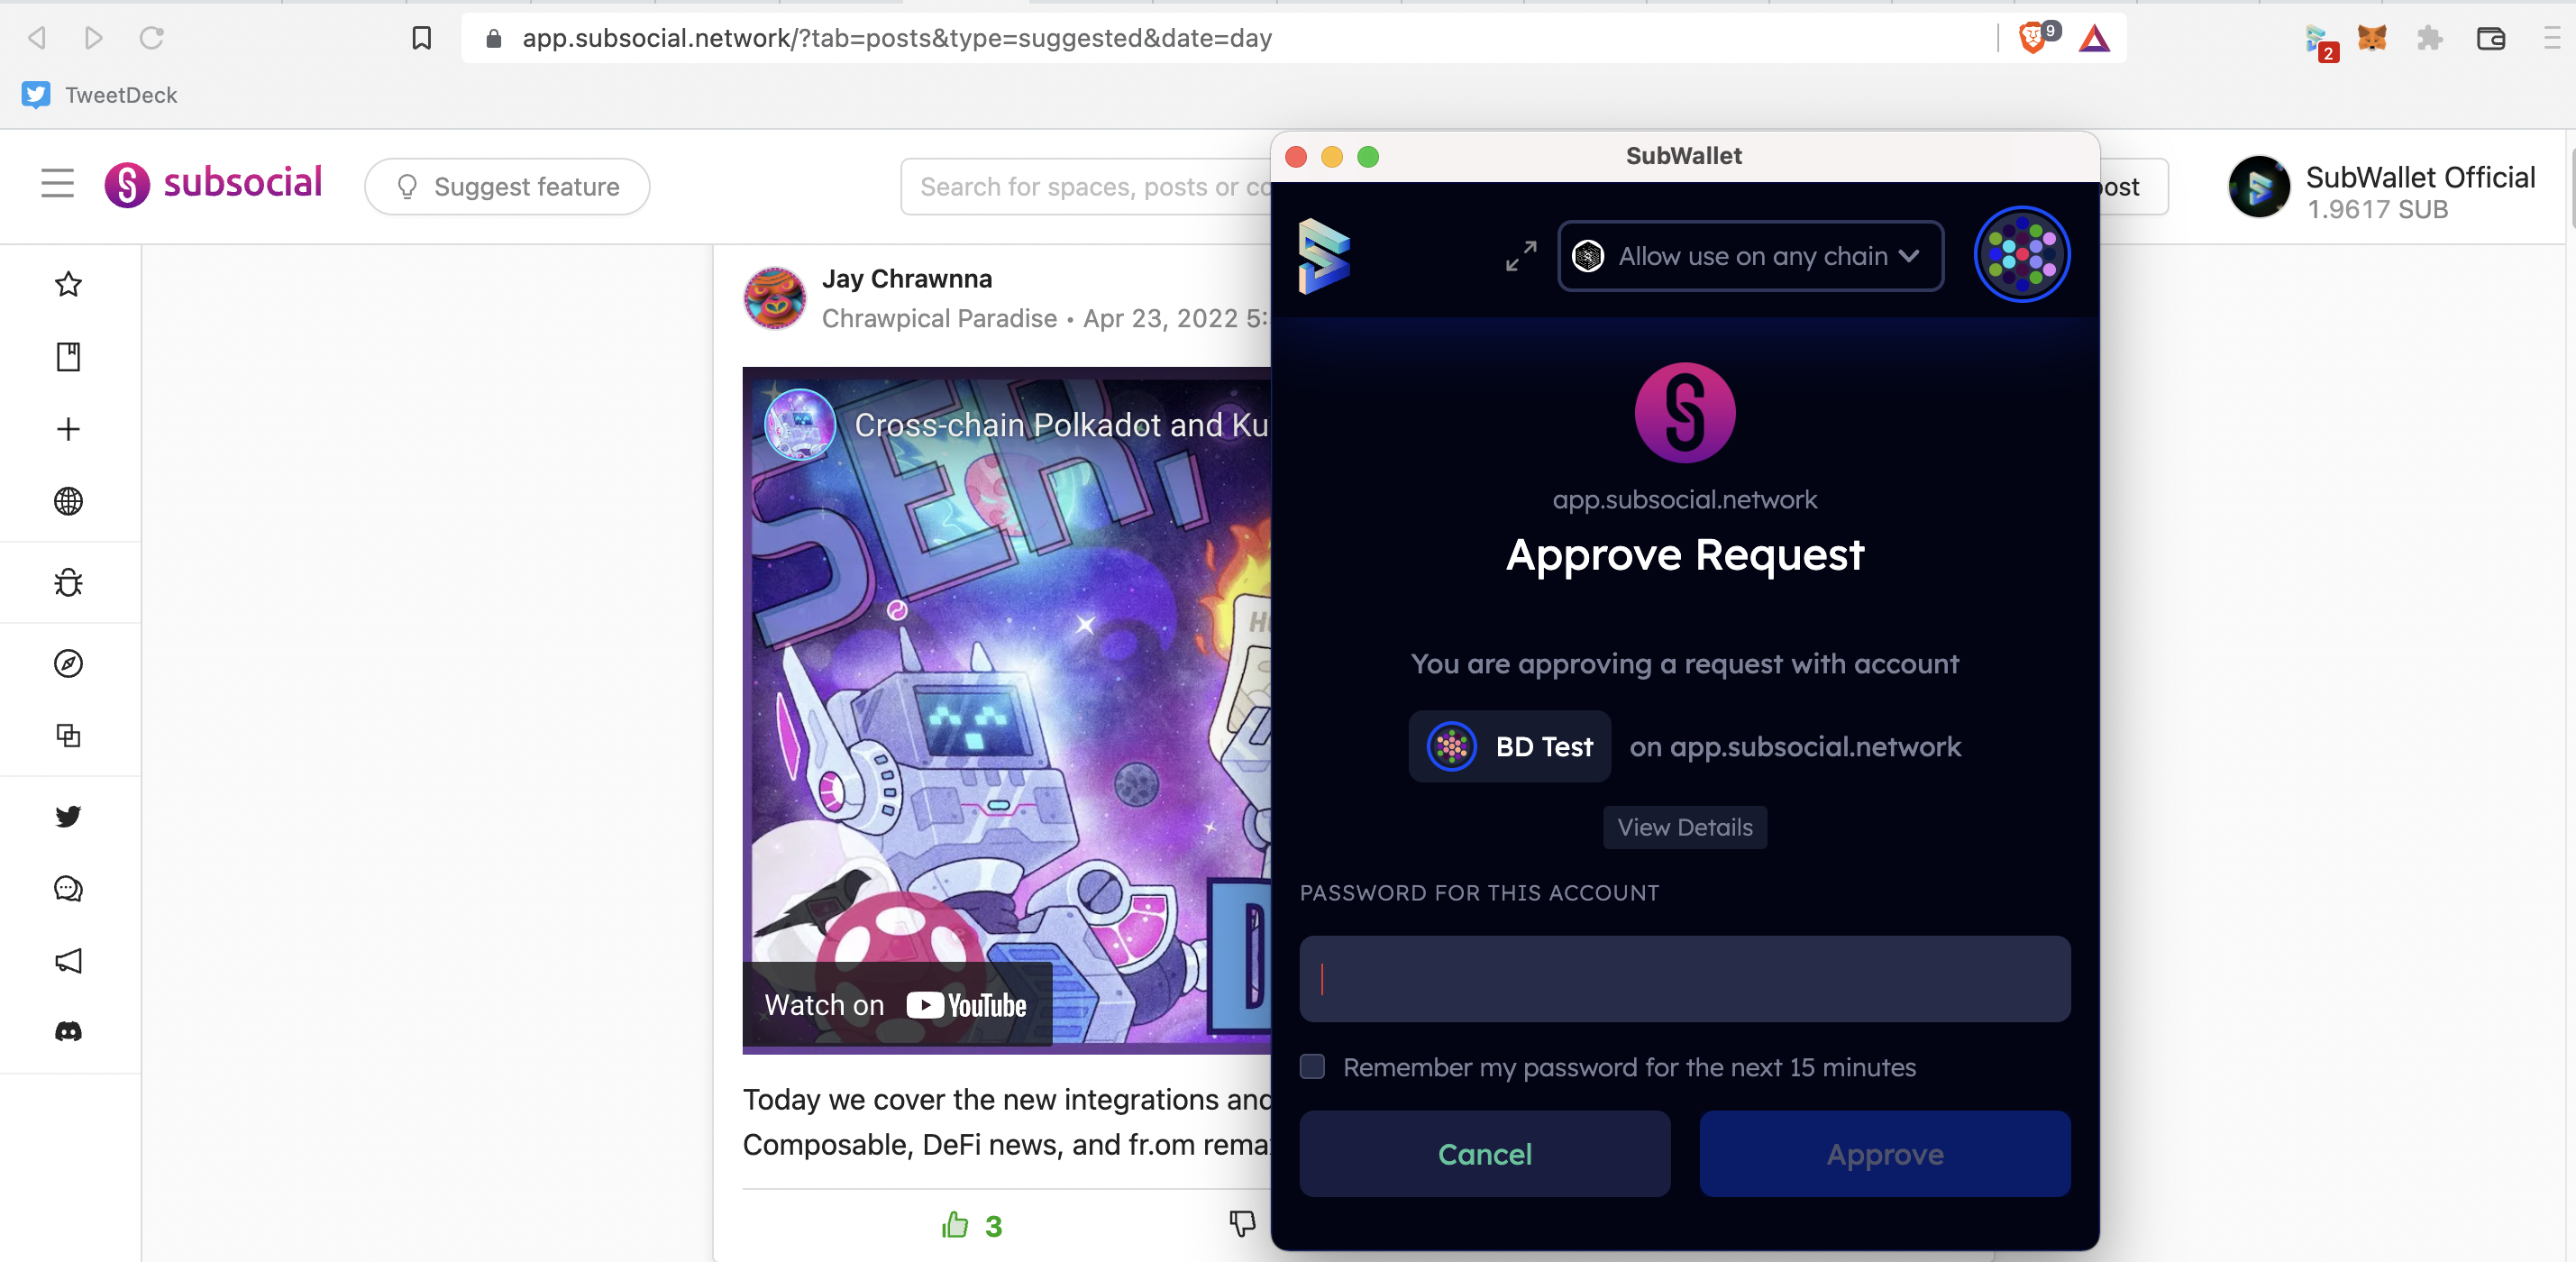 app.subsocial.network/?tab=posts&type=suggested&date=day
9
2
TweetDeck
subsocial
Suggest feature
Search for spaces, posts or co
ost
SubWallet Official
1.9617 SUB
Jay Chrawnna
Chrawpical Paradise • Apr 23, 2022 5:
Cross-chain Polkadot and Ku
SER,
Watch on YouTube
Today we cover the new integrations and
Composable, DeFi news, and fr.om rema
3
SubWallet
Allow use on any chain
app.subsocial.network
Approve Request
You are approving a request with account
BD Test on app.subsocial.network
View Details
PASSWORD FOR THIS ACCOUNT
Remember my password for the next 15 minutes
Cancel
Approve